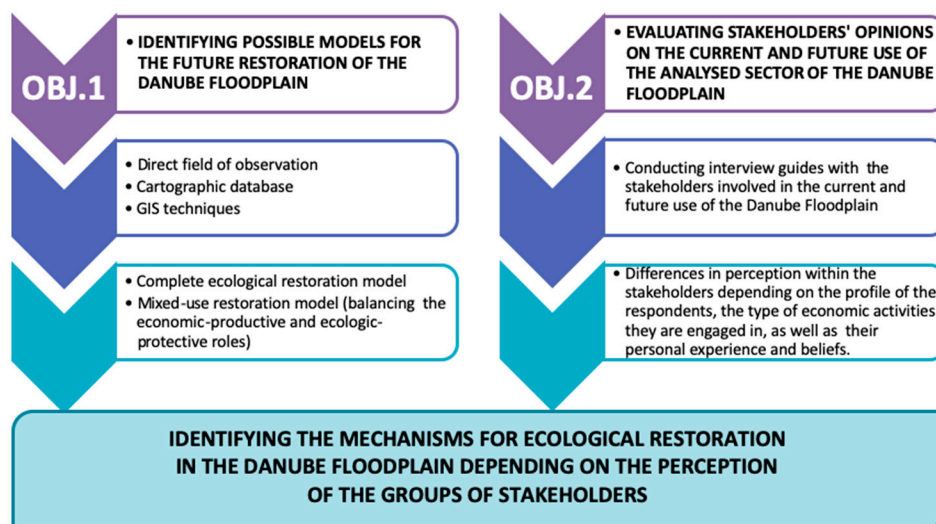 OBJ.1
• IDENTIFYING POSSIBLE MODELS FOR
THE FUTURE RESTORATION OF THE
DANUBE FLOODPLAIN
• Direct field of observation
• Cartographic database
• GIS techniques
• Complete ecological restoration model
• Mixed-use restoration model (balancing the
economic-productive and ecologic-
protective roles)
OBJ.2
• EVALUATING STAKEHOLDERS' OPINIONS
ON THE CURRENT AND FUTURE USE OF
THE ANALYSED SECTOR OF THE DANUBE
FLOODPLAIN
• Conducting interview guides with the
stakeholders involved in the current and
future use of the Danube Floodplain
• Differences in perception within the
stakeholders depending on the profile of the
respondents, the type of economic activities
they are engaged in, as well as their
personal experience and beliefs.
IDENTIFYING THE MECHANISMS FOR ECOLOGICAL RESTORATION
IN THE DANUBE FLOODPLAIN DEPENDING ON THE PERCEPTION
OF THE GROUPS OF STAKEHOLDERS